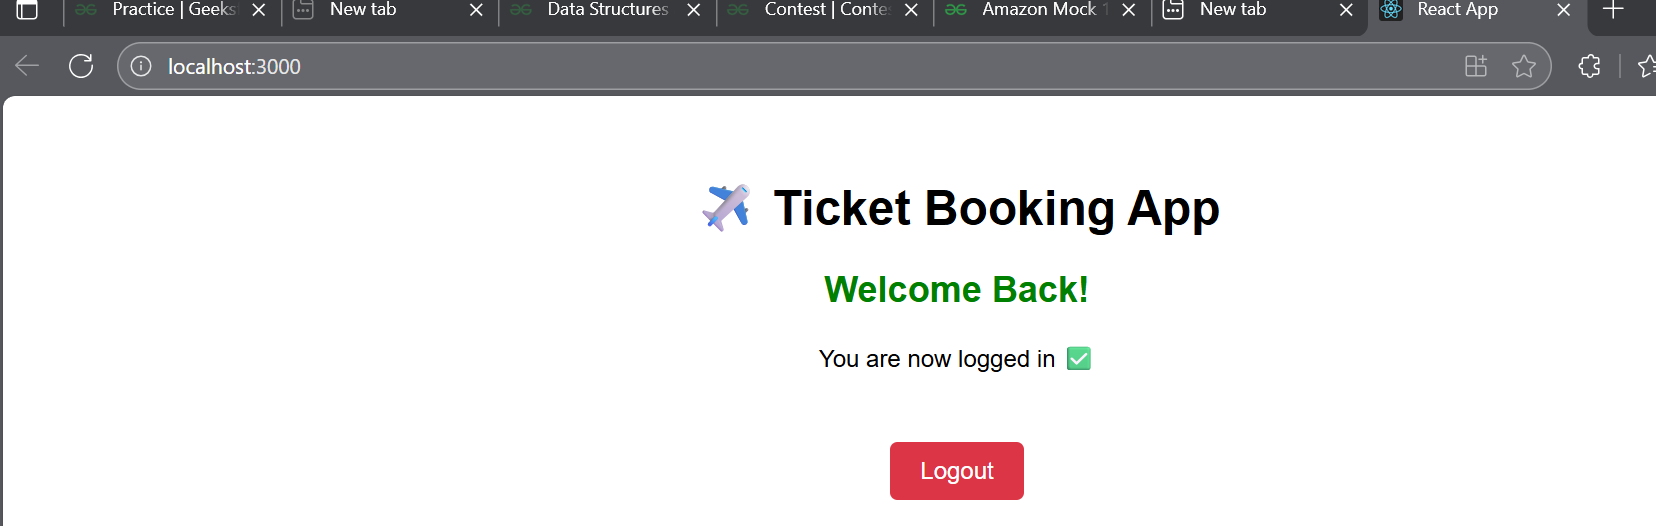 Practice | Geeks
New tab
Data Structures
Contest | Conte
Amazon Mock 1
New tab
React App
localhost:3000
✈️ Ticket Booking App
Welcome Back!
You are now logged in ✅
Logout